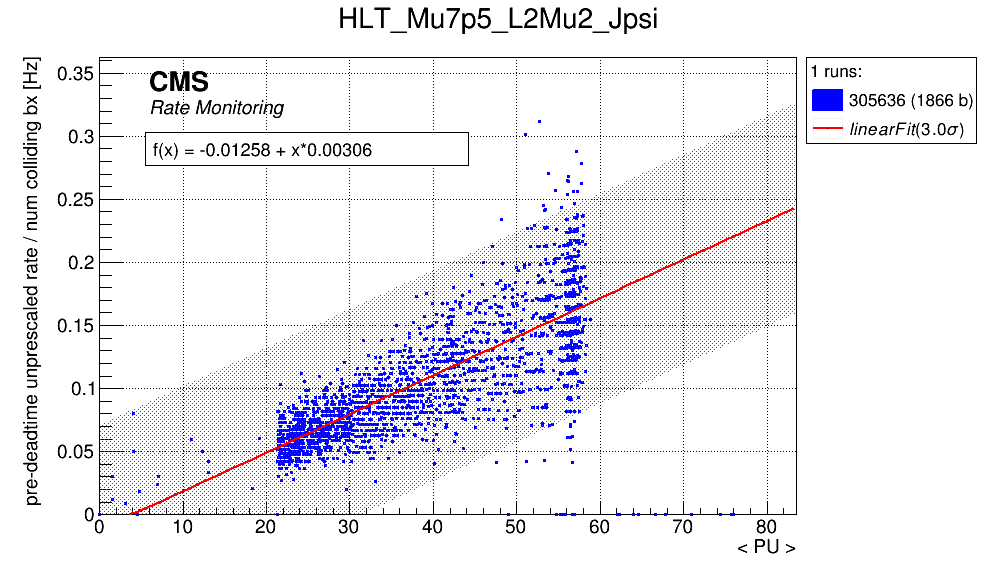 HLT_Mu7p5_L2Mu2_Jpsi
pre-deadtime unprescaled rate / num colliding bx [Hz]
0.35
0.3
0.25
0.2
0.15
0.1
0.05
0
CMS
Rate Monitoring
f(x) = -0.01258 + x*0.00306
1 runs:
305636 (1866 b)
linearFit(3.0σ)
0 10 20 30 40 50 60 70 80
< PU >